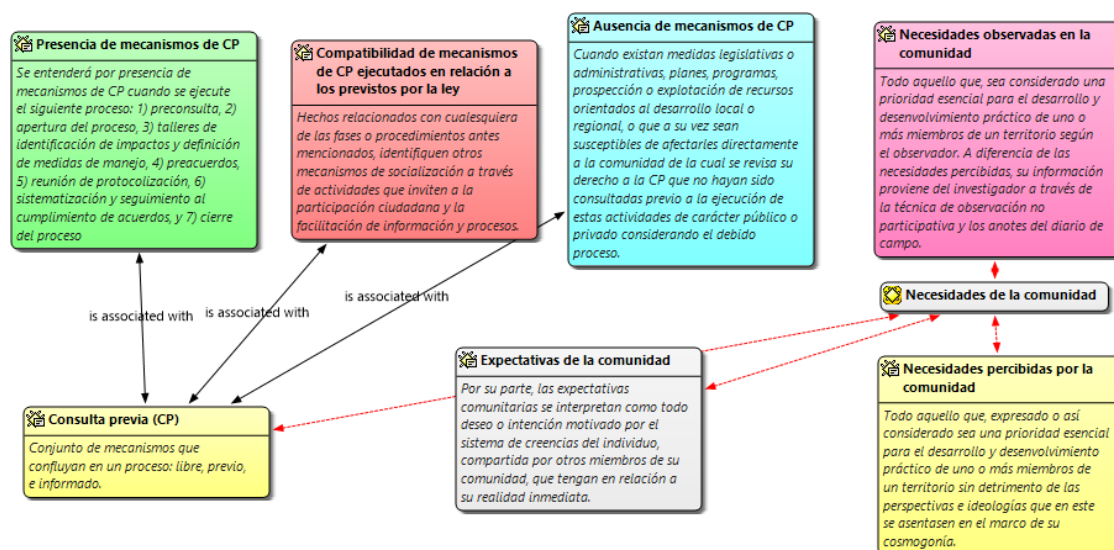 Presencia de mecanismos de CP
Se entenderá por presencia de
mecanismos de CP cuando se ejecute
el siguiente proceso: 1) preconsulta, 2)
apertura del proceso, 3) talleres de
identificación de impactos y definición
de medidas de manejo, 4) preacuerdos,
5) reunión de protocolización, 6)
sistematización y seguimiento al
cumplimiento de acuerdos, y 7) cierre
del proceso
Compatibilidad de mecanismos
de CP ejecutados en relación a
los previstos por la ley
Hechos relacionados con cualesquiera
de las fases o procedimientos antes
mencionados, identifiquen otros
mecanismos de socialización a través
de actividades que inviten a la
participación ciudadana y la
facilitación de información y procesos.
Ausencia de mecanismos de CP
Cuando existan medidas legislativas o
administrativas, planes, programas,
prospección o explotación de recursos
orientados al desarrollo local o
regional, o que a su vez sean
susceptibles de afectarles directamente
a la comunidad de la cual se revisa su
derecho a la CP que no hayan sido
consultadas previo a la ejecución de
estas actividades de carácter público o
privado considerando el debido
proceso.
Necesidades observadas en la
comunidad
Todo aquello que, sea considerado una
prioridad esencial para el desarrollo y
desenvolvimiento práctico de uno o
más miembros de un territorio según
el observador. A diferencia de las
necesidades percibidas, su información
proviene del investigador a través de
la técnica de observación no
participativa y los anotes del diario de
campo.
is associated with
is associated with
is associated with
Necesidades de la comunidad
Expectativas de la comunidad
Por su parte, las expectativas
comunitarias se interpretan como todo
deseo o intención motivado por el
sistema de creencias del individuo,
compartida por otros miembros de su
comunidad, que tengan en relación a
su realidad inmediata.
Necesidades percibidas por la
comunidad
Todo aquello que, expresado o así
considerado sea una prioridad esencial
para el desarrollo y desenvolvimiento
práctico de uno o más miembros de
un territorio sin detrimento de las
perspectivas e ideologías que en este
se asentasen en el marco de su
cosmogonía.
Consulta previa (CP)
Conjunto de mecanismos que
confluyan en un proceso: libre, previo,
e informado.